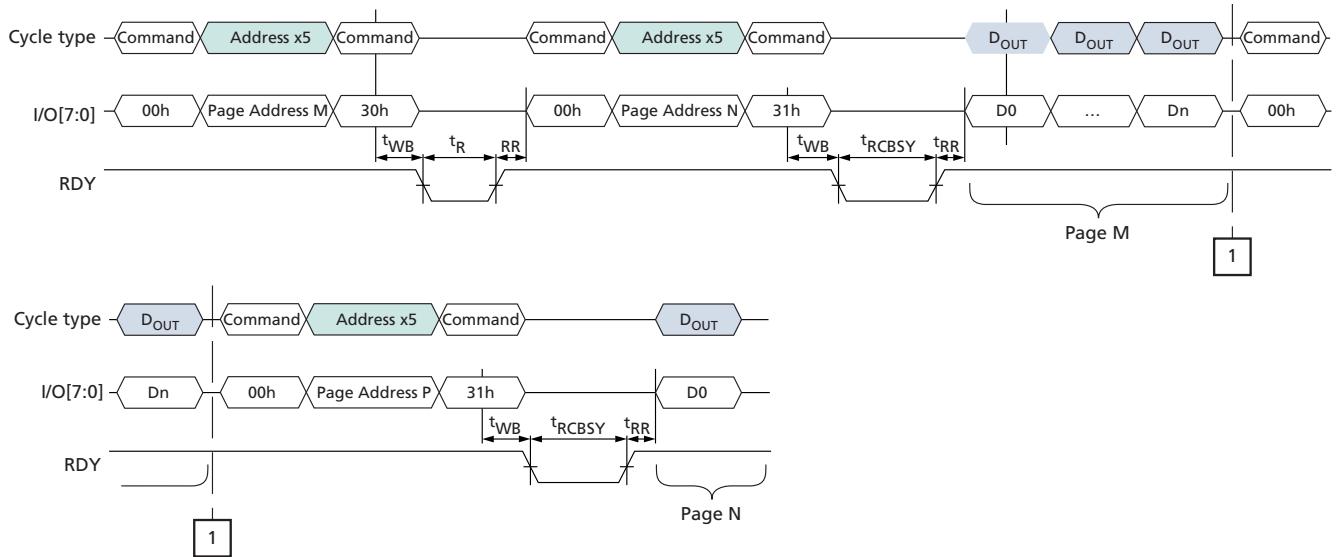 Cycle type Command Address x5 Command Command Address x5 Command DOUT DOUT DOUT Command
I/O[7:0] 00h Page Address M 30h 00h Page Address N 31h D0 ... Dn 00h
tWB tR RR tWB tRCBSY tRR
RDY
Page M
1
Cycle type DOUT Command Address x5 Command DOUT
I/O[7:0] Dn 00h Page Address P 31h D0
tWB tRCBSY tRR
RDY
Page N
1